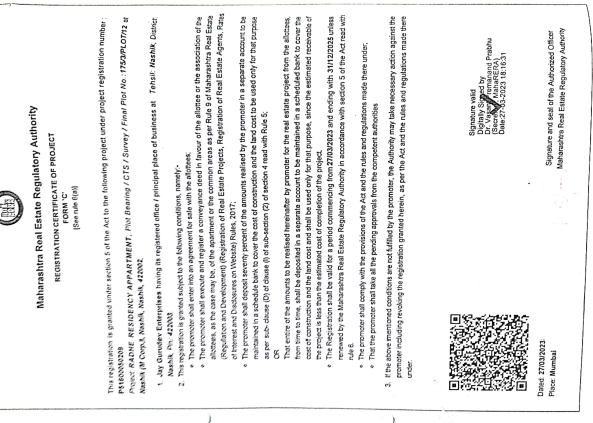 Maharashtra Real Estate Regulatory Authority
REGISTRATION CERTIFICATE OF PROJECT
FORM 'C'
[See rule 6(a)]
This registration is granted under section 5 of the Act to the following project under project registration number :
P51600050209
Project: RADHE RESIDENCY APPARTMENT, Plot Bearing / CTS / Survey / Final Plot No.:175/3/PLOT/12 at
Nashik (M Corp.), Nashik, Nashik, 422002;
1. Jay Gurudev Enterprises having its registered office / principal place of business at Tehsil: Nashik, District:
Nashik, Pin: 422003.
2. This registration is granted subject to the following conditions, namely:-
The promoter shall enter into an agreement for sale with the allottees;
The promoter shall execute and register a conveyance deed in favour of the allottee or the association of the
allottees, as the case may be, of the apartment or the common areas as per Rule 9 of Maharashtra Real Estate
(Regulation and Development) (Registration of Real Estate Projects, Registration of Real Estate Agents, Rates
of Interest and Disclosures on Website) Rules, 2017;
The promoter shall deposit seventy percent of the amounts realised by the promoter in a separate account to be
maintained in a schedule bank to cover the cost of construction and the land cost to be used only for that purpose
as per sub- clause (D) of clause (l) of sub-section (2) of section 4 read with Rule 5;
OR
That entire of the amounts to be realised hereinafter by promoter for the real estate project from the allottees,
from time to time, shall be deposited in a separate account to be maintained in a scheduled bank to cover the
cost of construction and the land cost and shall be used only for that purpose, since the estimated receivable of
the project is less than the estimated cost of completion of the project.
The Registration shall be valid for a period commencing from 27/03/2023 and ending with 31/12/2025 unless
renewed by the Maharashtra Real Estate Regulatory Authority in accordance with section 5 of the Act read with
rule 6.
The promoter shall comply with the provisions of the Act and the rules and regulations made there under;
That the promoter shall take all the pending approvals from the competent authorities
3. If the above mentioned conditions are not fulfilled by the promoter, the Authority may take necessary action against the
promoter including revoking the registration granted herein, as per the Act and the rules and regulations made there
under.
Signature valid
Digitally Signed by
Dr. Vasant Premanand Prabhu
(Secretary, MahaRERA)
Date:27-03-2023 18:16:31
Dated: 27/03/2023
Place: Mumbai
Signature and seal of the Authorized Officer
Maharashtra Real Estate Regulatory Authority